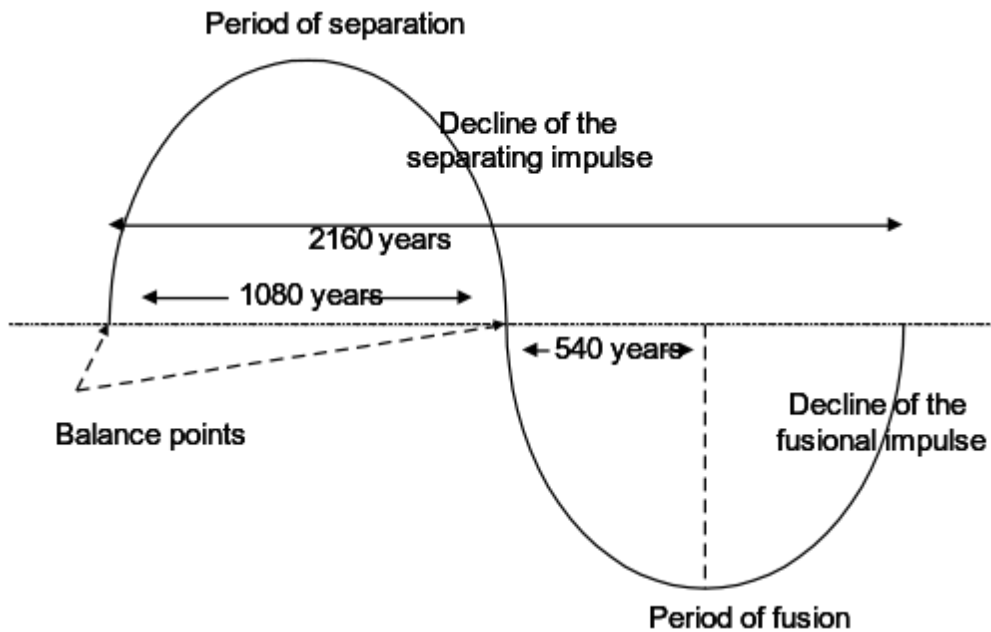 Period of separation
Decline of the
separating impulse
2160 years
1080 years
540 years
Balance points
Decline of the
fusional impulse
Period of fusion